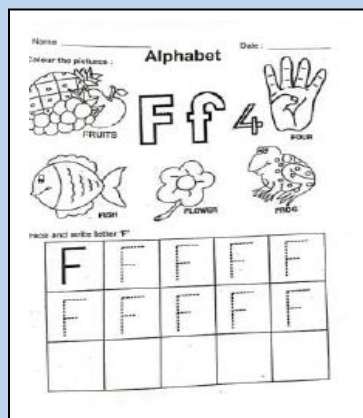 Name
Date :
Alphabet
Colour the pictures :
F f 4
FRUITS
FOUR
FISH
FLOWER
FROG
Trace and write letter 'F'
F F F F F
F F F F F